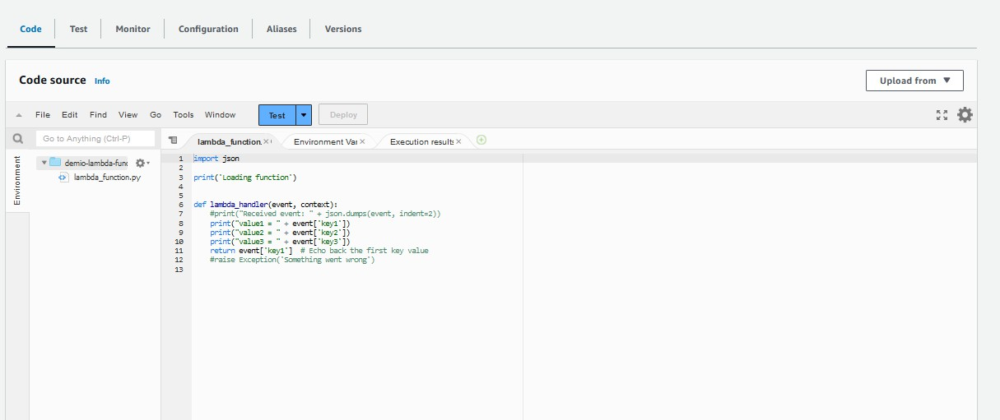 Code Test Monitor Configuration Aliases Versions
Code source Info Upload from
File Edit Find View Go Tools Window Test Deploy
Go to Anything (Ctrl-P) lambda_function. Environment Var Execution results
Environment
demio-lambda-func
lambda_function.py
1 import json
2
3 print('Loading function')
4
5
6 def lambda_handler(event, context):
7 #print("Received event: " + json.dumps(event, indent=2))
8 print("value1 = " + event['key1'])
9 print("value2 = " + event['key2'])
10 print("value3 = " + event['key3'])
11 return event['key1']  # Echo back the first key value
12 #raise Exception('Something went wrong')
13